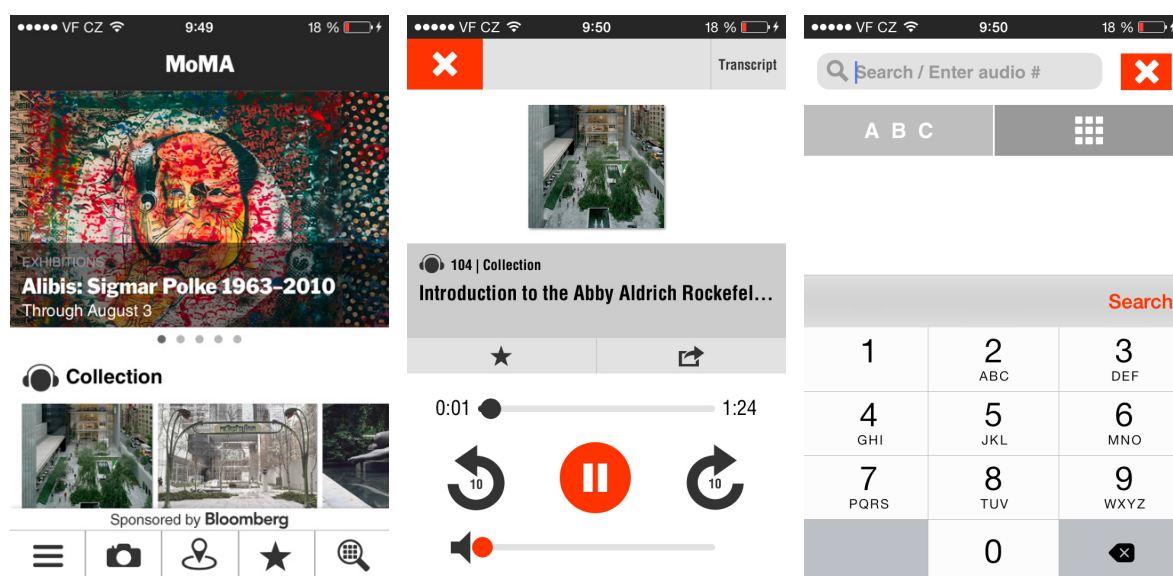 VF CZ 9:49 18 %
MoMA
EXHIBITIONS
Alibis: Sigmar Polke 1963–2010
Through August 3
Collection
Sponsored by Bloomberg
VF CZ 9:50 18 %
Transcript
104 | Collection
Introduction to the Abby Aldrich Rockefel...
0:01 1:24
10 10
VF CZ 9:50 18 %
Search / Enter audio #
A B C
Search
1 2 3
ABC DEF
4 5 6
GHI JKL MNO
7 8 9
PQRS TUV WXYZ
0